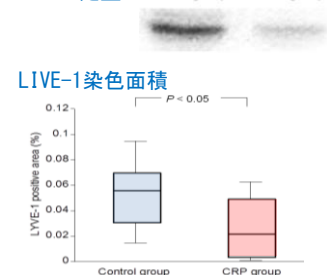 LIVE-1染色面積
P < 0.05
0.12
0.1
0.08
0.06
0.04
0.02
0
LYVE-1 positive area (%)
Control group
CRP group